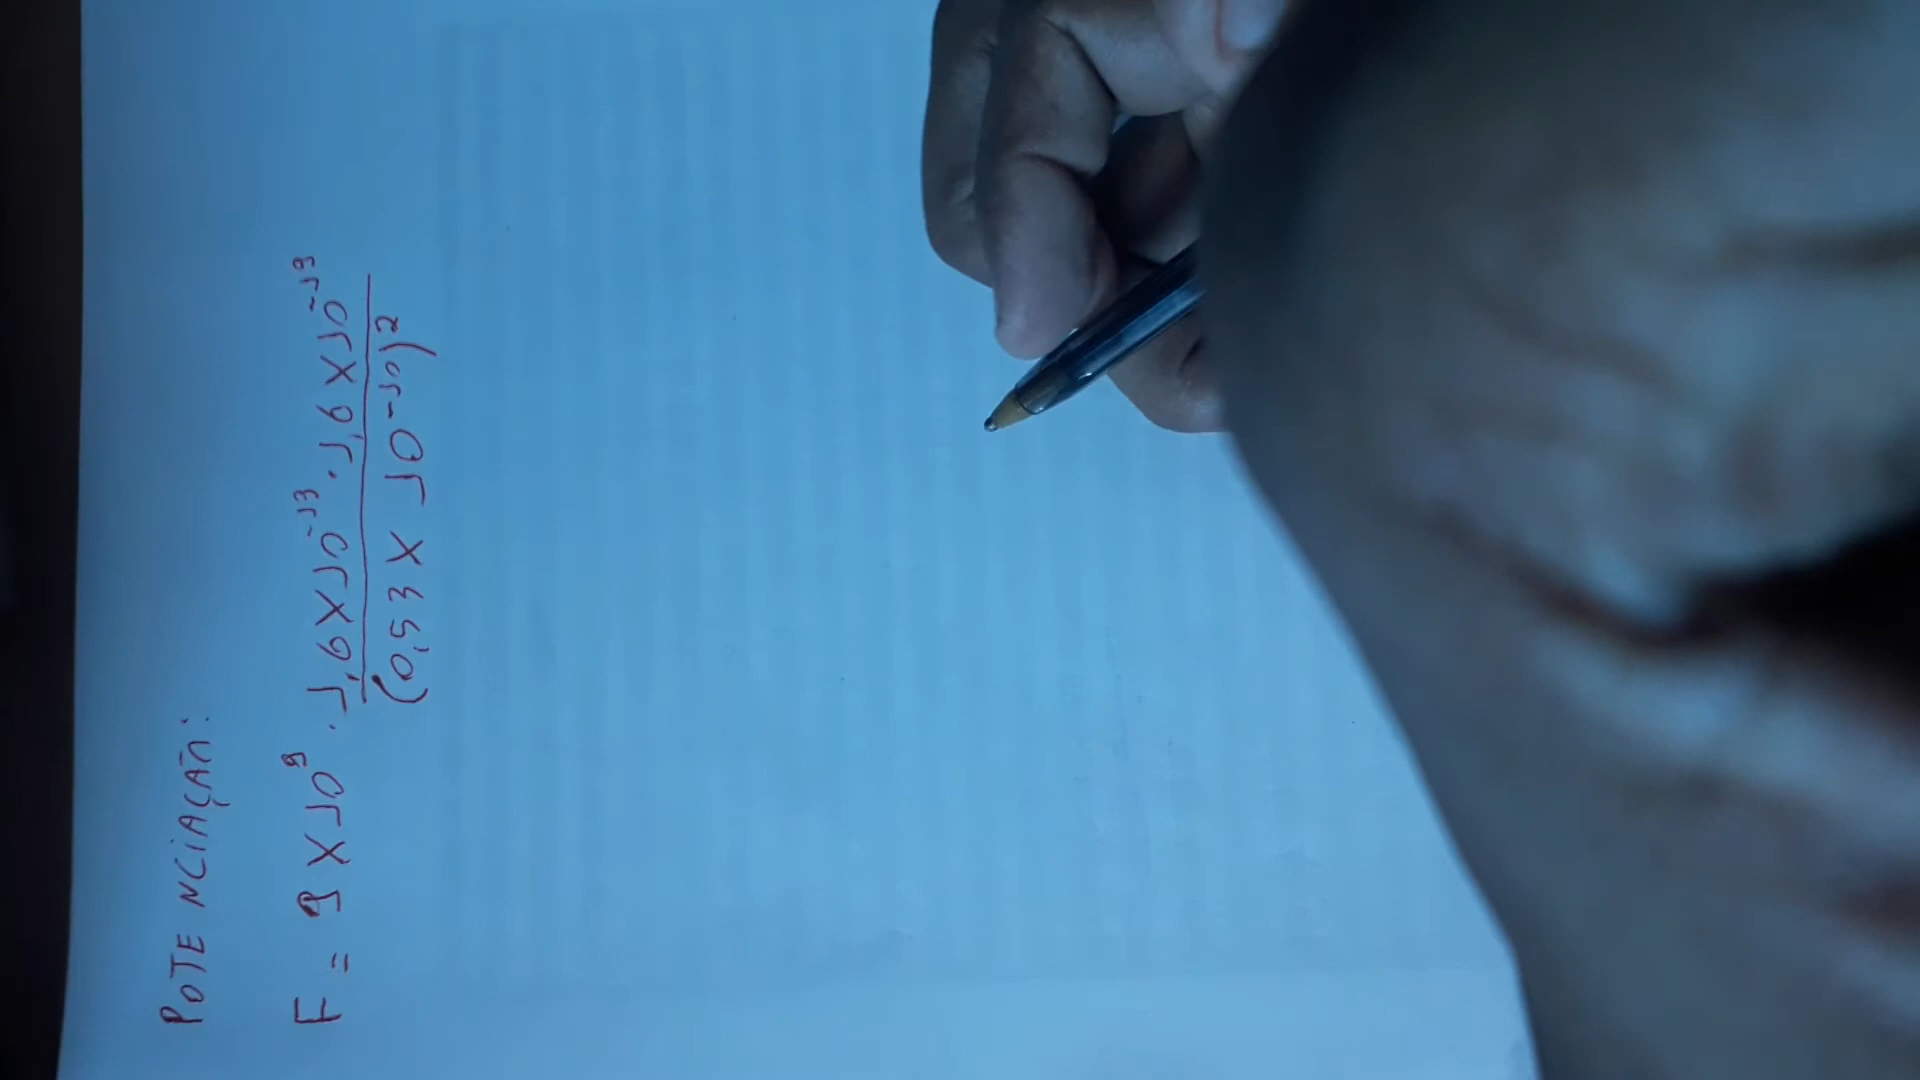 POTENCIAÇÃO:
F = 9 X 10⁹ · 1,6 X 10⁻¹⁹ · 1,6 X 10⁻¹⁹
(0,53 X 10⁻¹⁰)²